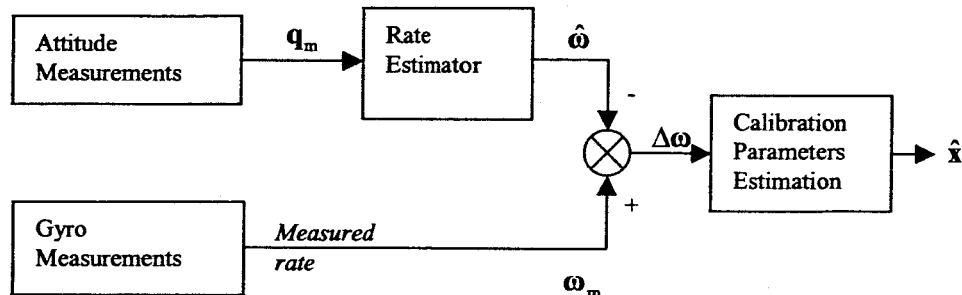 Attitude
Measurements
q_m
Rate
Estimator
ω̂
-
Δω
Calibration
Parameters
Estimation
x̂
+
Gyro
Measurements
Measured
rate
ω_m